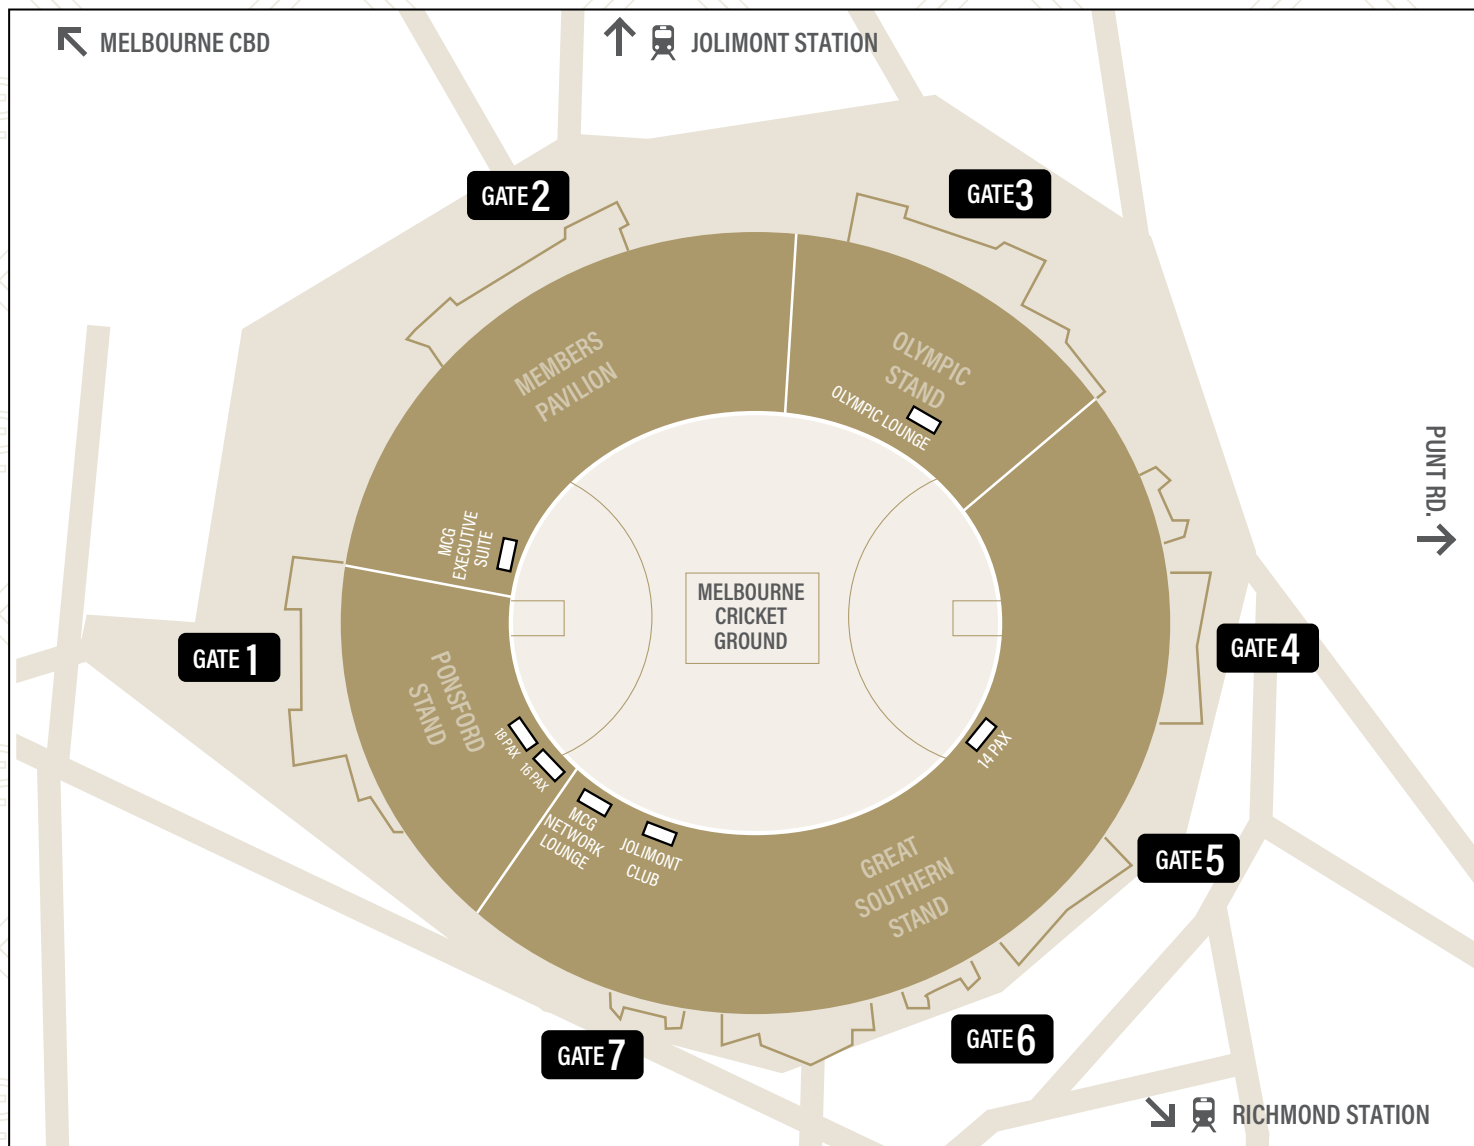 MELBOURNE CBD
JOLIMONT STATION
GATE 2
GATE 3
MEMBERS
PAVILION
OLYMPIC
STAND
OLYMPIC LOUNGE
PUNT RD.
MCG
EXECUTIVE
SUITE
MELBOURNE
CRICKET
GROUND
GATE 1
GATE 4
PONSFORD
STAND
18 PAX
16 PAX
14 PAX
MCG
NETWORK
LOUNGE
JOLIMONT
CLUB
GREAT
SOUTHERN
STAND
GATE 5
GATE 6
GATE 7
RICHMOND STATION